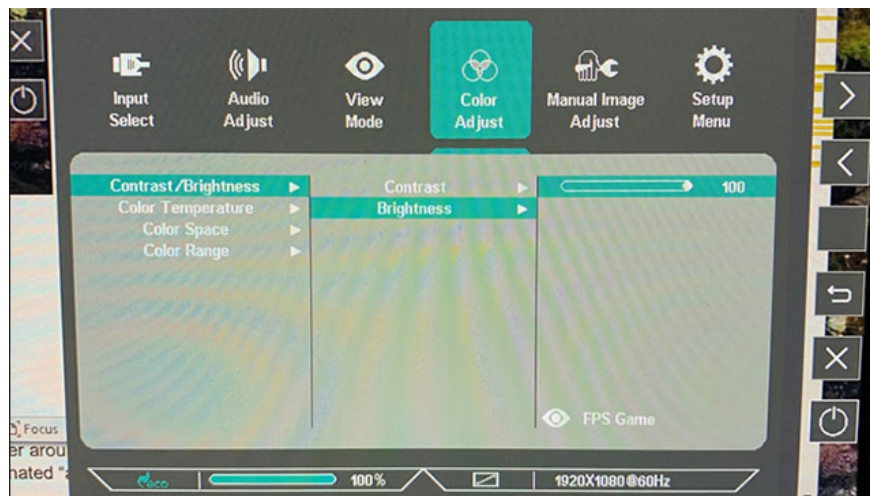 Input Select
Audio Adjust
View Mode
Color Adjust
Manual Image Adjust
Setup Menu
Contrast/Brightness
Contrast
100
Color Temperature
Brightness
Color Space
Color Range
FPS Game
Focus
er arou
nated "a
eco
100%
1920X1080@60Hz